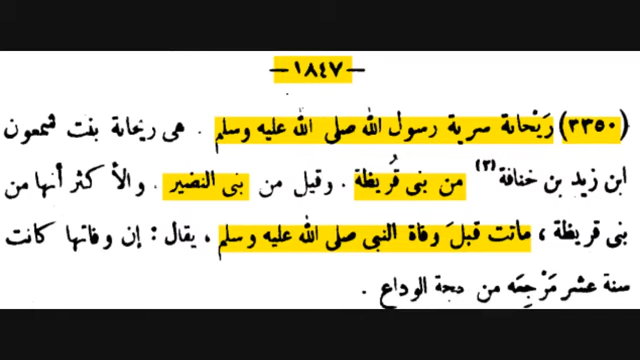 — ١٨٤٧ —
(٣٣٥٠) رَيْحانة سرية رسول الله صلى الله عليه وسلم . هى ريحانة بنت شمعون
ابن زيد بن خنافة (٣) من بنى قُريظة . وقيل من بنى النضير . والأكثر أنها من
بنى قريظة ، ماتت قبلَ وفاة النبى صلى الله عليه وسلم ، يقال : إن وفاتها كانت
سنة عشر مَرْجِعَه من حجة الوداع .